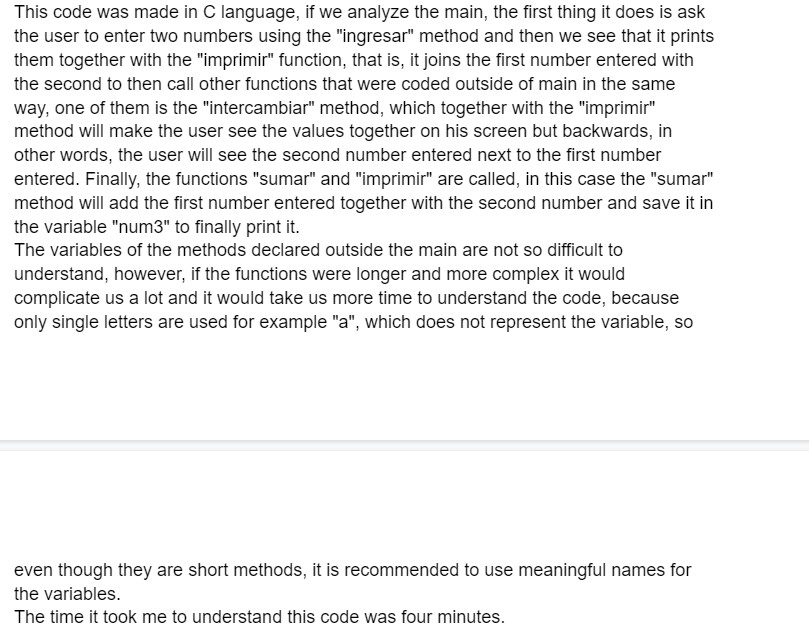 This code was made in C language, if we analyze the main, the first thing it does is ask
the user to enter two numbers using the "ingresar" method and then we see that it prints
them together with the "imprimir" function, that is, it joins the first number entered with
the second to then call other functions that were coded outside of main in the same
way, one of them is the "intercambiar" method, which together with the "imprimir"
method will make the user see the values together on his screen but backwards, in
other words, the user will see the second number entered next to the first number
entered. Finally, the functions "sumar" and "imprimir" are called, in this case the "sumar"
method will add the first number entered together with the second number and save it in
the variable "num3" to finally print it.
The variables of the methods declared outside the main are not so difficult to
understand, however, if the functions were longer and more complex it would
complicate us a lot and it would take us more time to understand the code, because
only single letters are used for example "a", which does not represent the variable, so
even though they are short methods, it is recommended to use meaningful names for
the variables.
The time it took me to understand this code was four minutes.